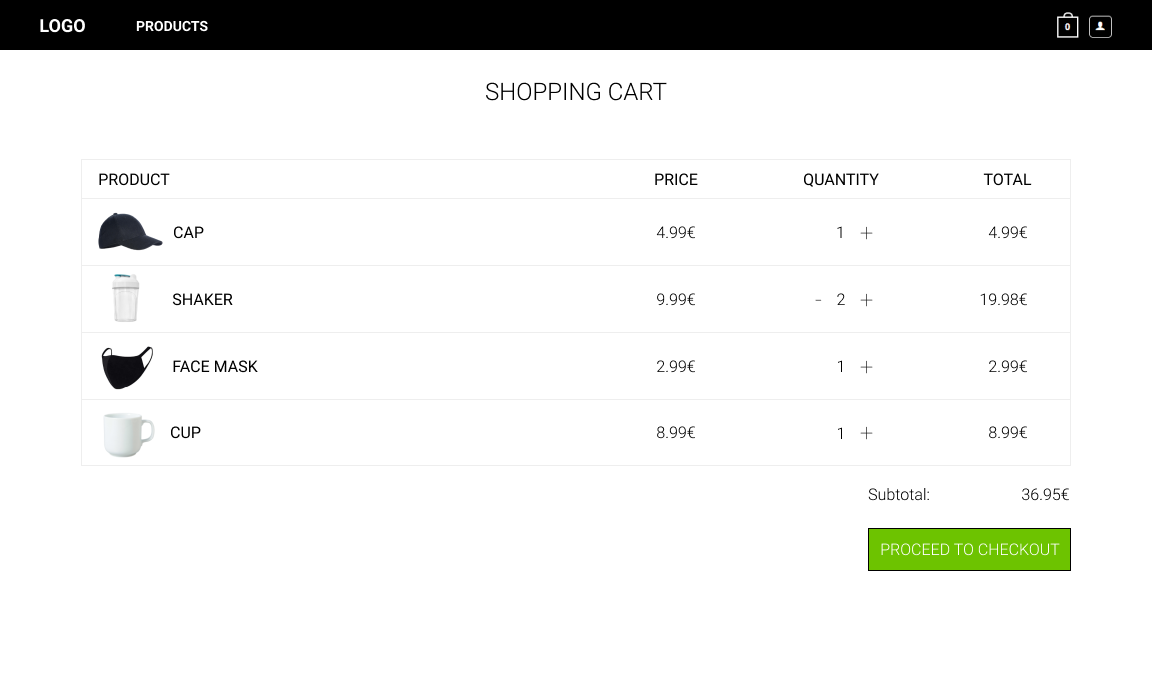 LOGO PRODUCTS 0
SHOPPING CART
PRODUCT PRICE QUANTITY TOTAL
CAP 4.99€ 1 + 4.99€
SHAKER 9.99€ - 2 + 19.98€
FACE MASK 2.99€ 1 + 2.99€
CUP 8.99€ 1 + 8.99€
Subtotal: 36.95€
PROCEED TO CHECKOUT